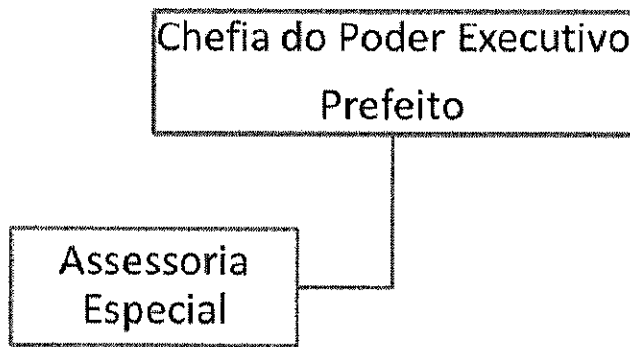 Chefia do Poder Executivo
Prefeito
Assessoria
Especial